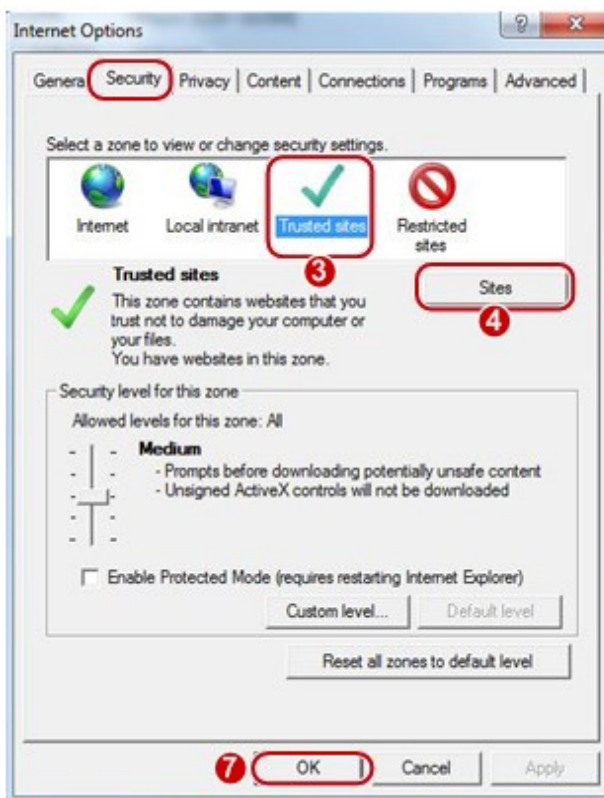 Internet Options
General Security Privacy Content Connections Programs Advanced
Select a zone to view or change security settings.
Internet Local intranet Trusted sites Restricted
sites
3
Trusted sites
Sites
4
This zone contains websites that you
trust not to damage your computer or
your files.
You have websites in this zone.
Security level for this zone
Allowed levels for this zone: All
Medium
- Prompts before downloading potentially unsafe content
- Unsigned ActiveX controls will not be downloaded
Enable Protected Mode (requires restarting Internet Explorer)
Custom level... Default level
Reset all zones to default level
7 OK Cancel Apply